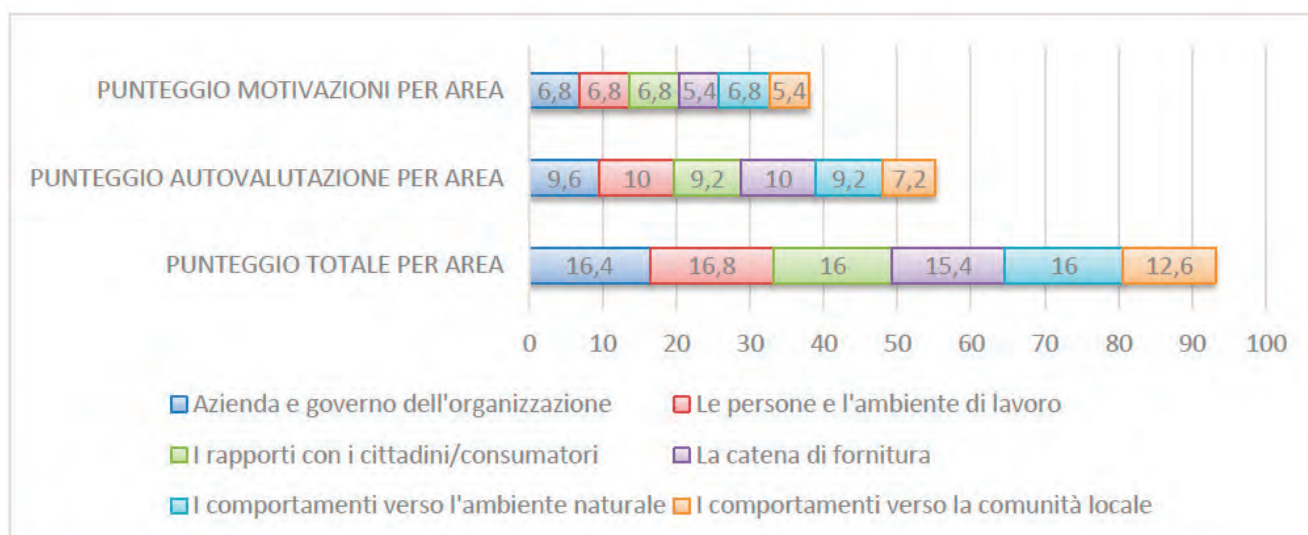 PUNTEGGIO MOTIVAZIONI PER AREA
6,8 6,8 6,8 5,4 6,8 5,4
PUNTEGGIO AUTOVALUTAZIONE PER AREA
9,6 10 9,2 10 9,2 7,2
PUNTEGGIO TOTALE PER AREA
16,4 16,8 16 15,4 16 12,6
0 10 20 30 40 50 60 70 80 90 100
Azienda e governo dell'organizzazione Le persone e l'ambiente di lavoro
I rapporti con i cittadini/consumatori La catena di fornitura
I comportamenti verso l'ambiente naturale I comportamenti verso la comunità locale